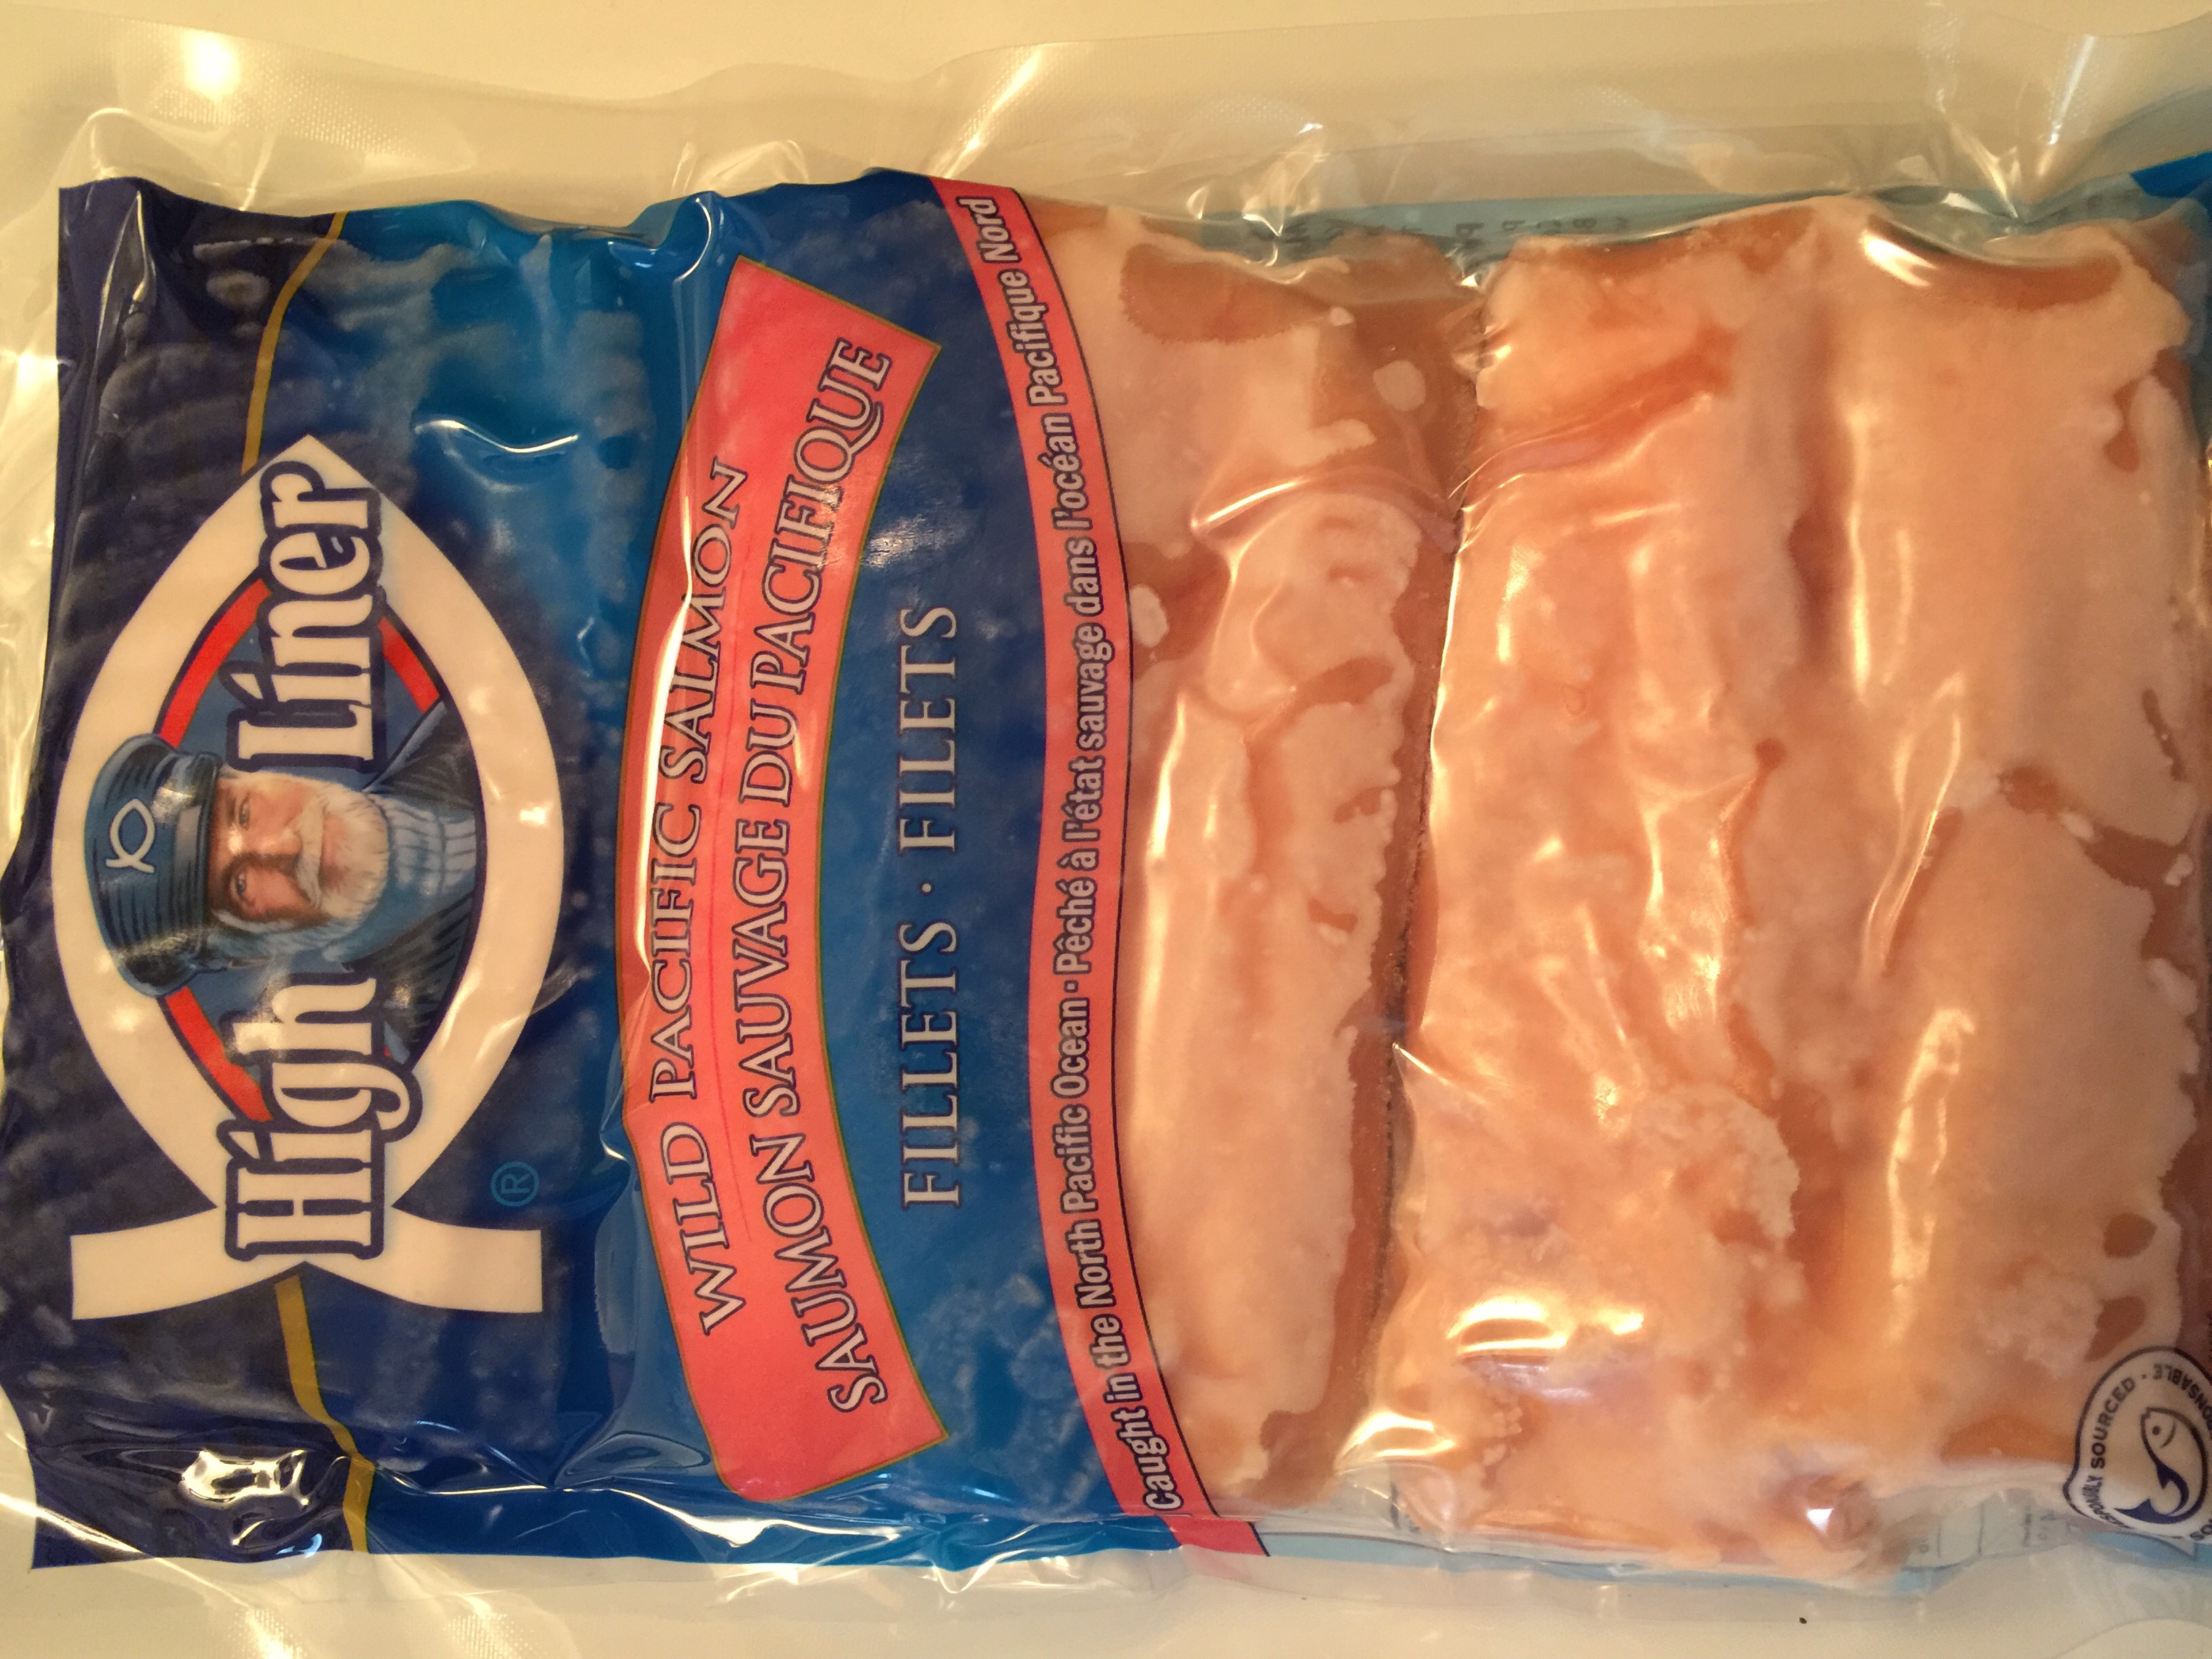 High Liner
®
WILD PACIFIC SALMON
SAUMON SAUVAGE DU PACIFIQUE
FILLETS · FILETS
Caught in the North Pacific Ocean · Pêché à l'état sauvage dans l'océan Pacifique Nord
SOURCED ·